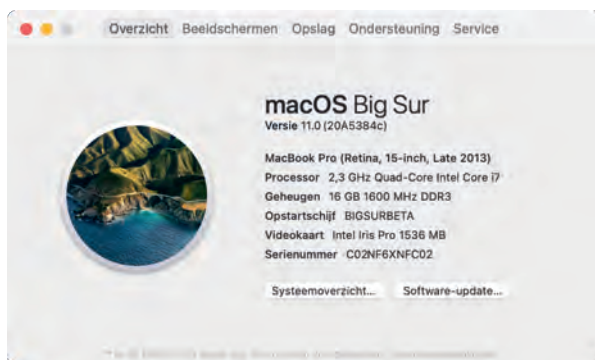 Overzicht Beeldschermen Opslag Ondersteuning Service
macOS Big Sur
Versie 11.0 (20A5384c)
MacBook Pro (Retina, 15-inch, Late 2013)
Processor 2,3 GHz Quad-Core Intel Core i7
Geheugen 16 GB 1600 MHz DDR3
Opstartschijf BIGSURBETA
Videokaart Intel Iris Pro 1536 MB
Serienummer C02NF6XNFC02
Systeemoverzicht... Software-update...